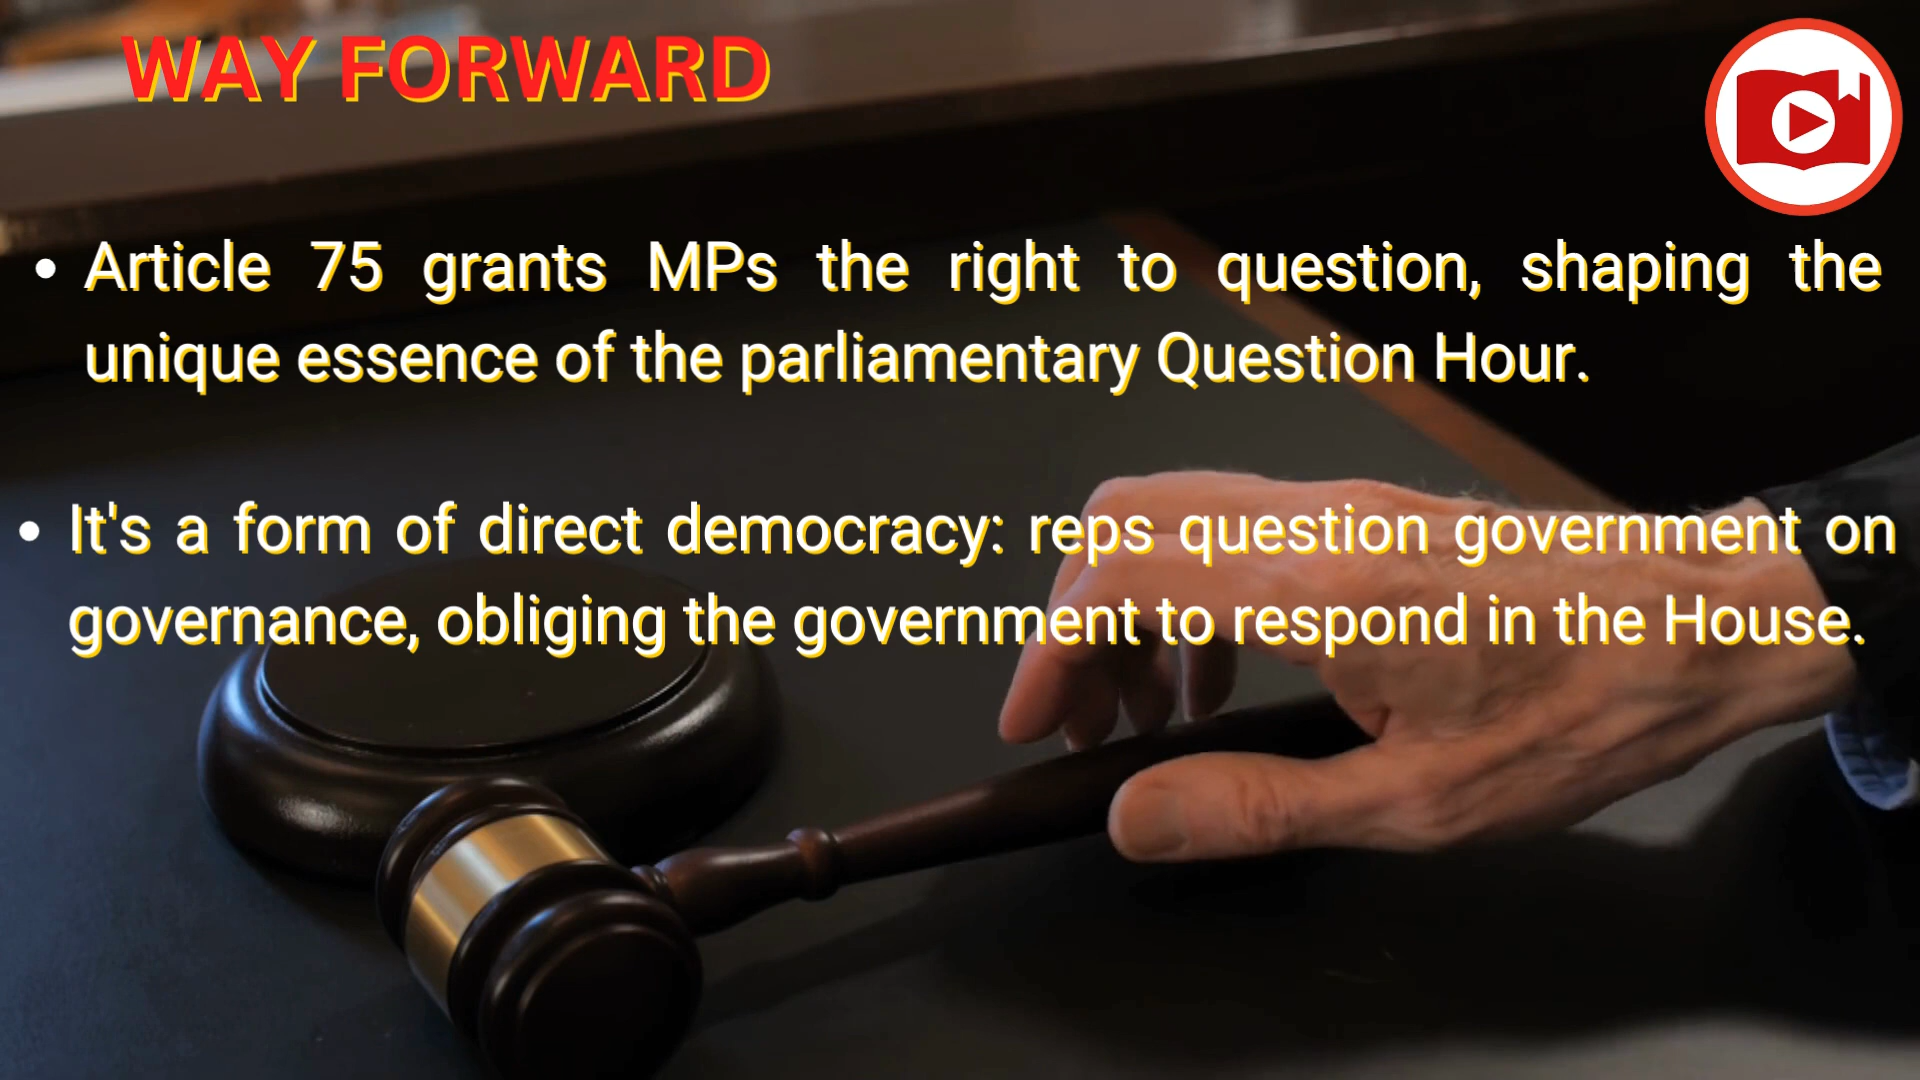 WAY FORWARD
• Article 75 grants MPs the right to question, shaping the
unique essence of the parliamentary Question Hour.
• It's a form of direct democracy: reps question government on
governance, obliging the government to respond in the House.